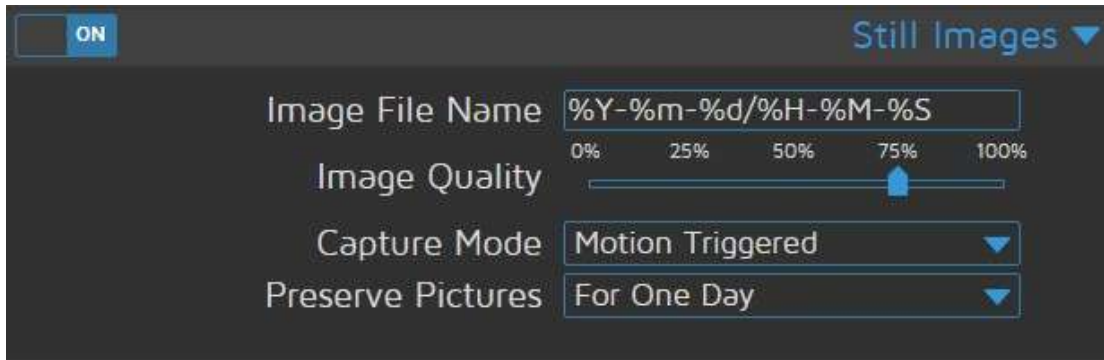 ON Still Images
Image File Name %Y-%m-%d/%H-%M-%S
0% 25% 50% 75% 100%
Image Quality
Capture Mode Motion Triggered
Preserve Pictures For One Day